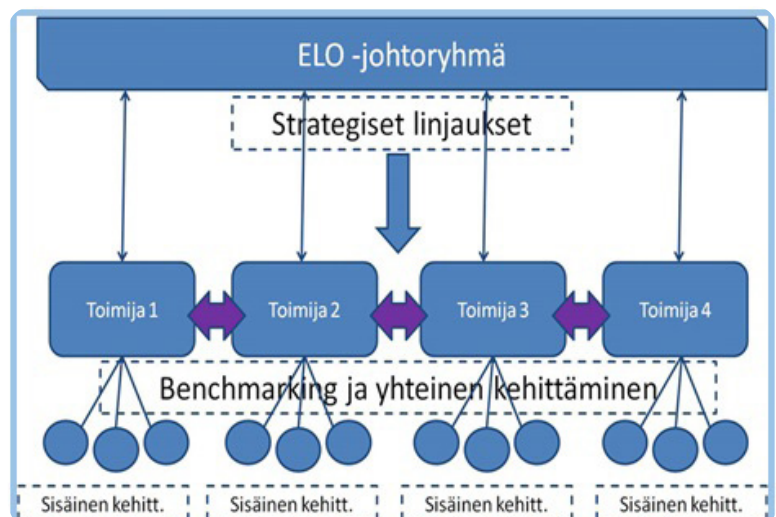 ELO -johtoryhmä
Strategiset linjaukset
Toimija 1
Toimija 2
Toimija 3
Toimija 4
Benchmarking ja yhteinen kehittäminen
Sisäinen kehitt.
Sisäinen kehitt.
Sisäinen kehitt.
Sisäinen kehitt.